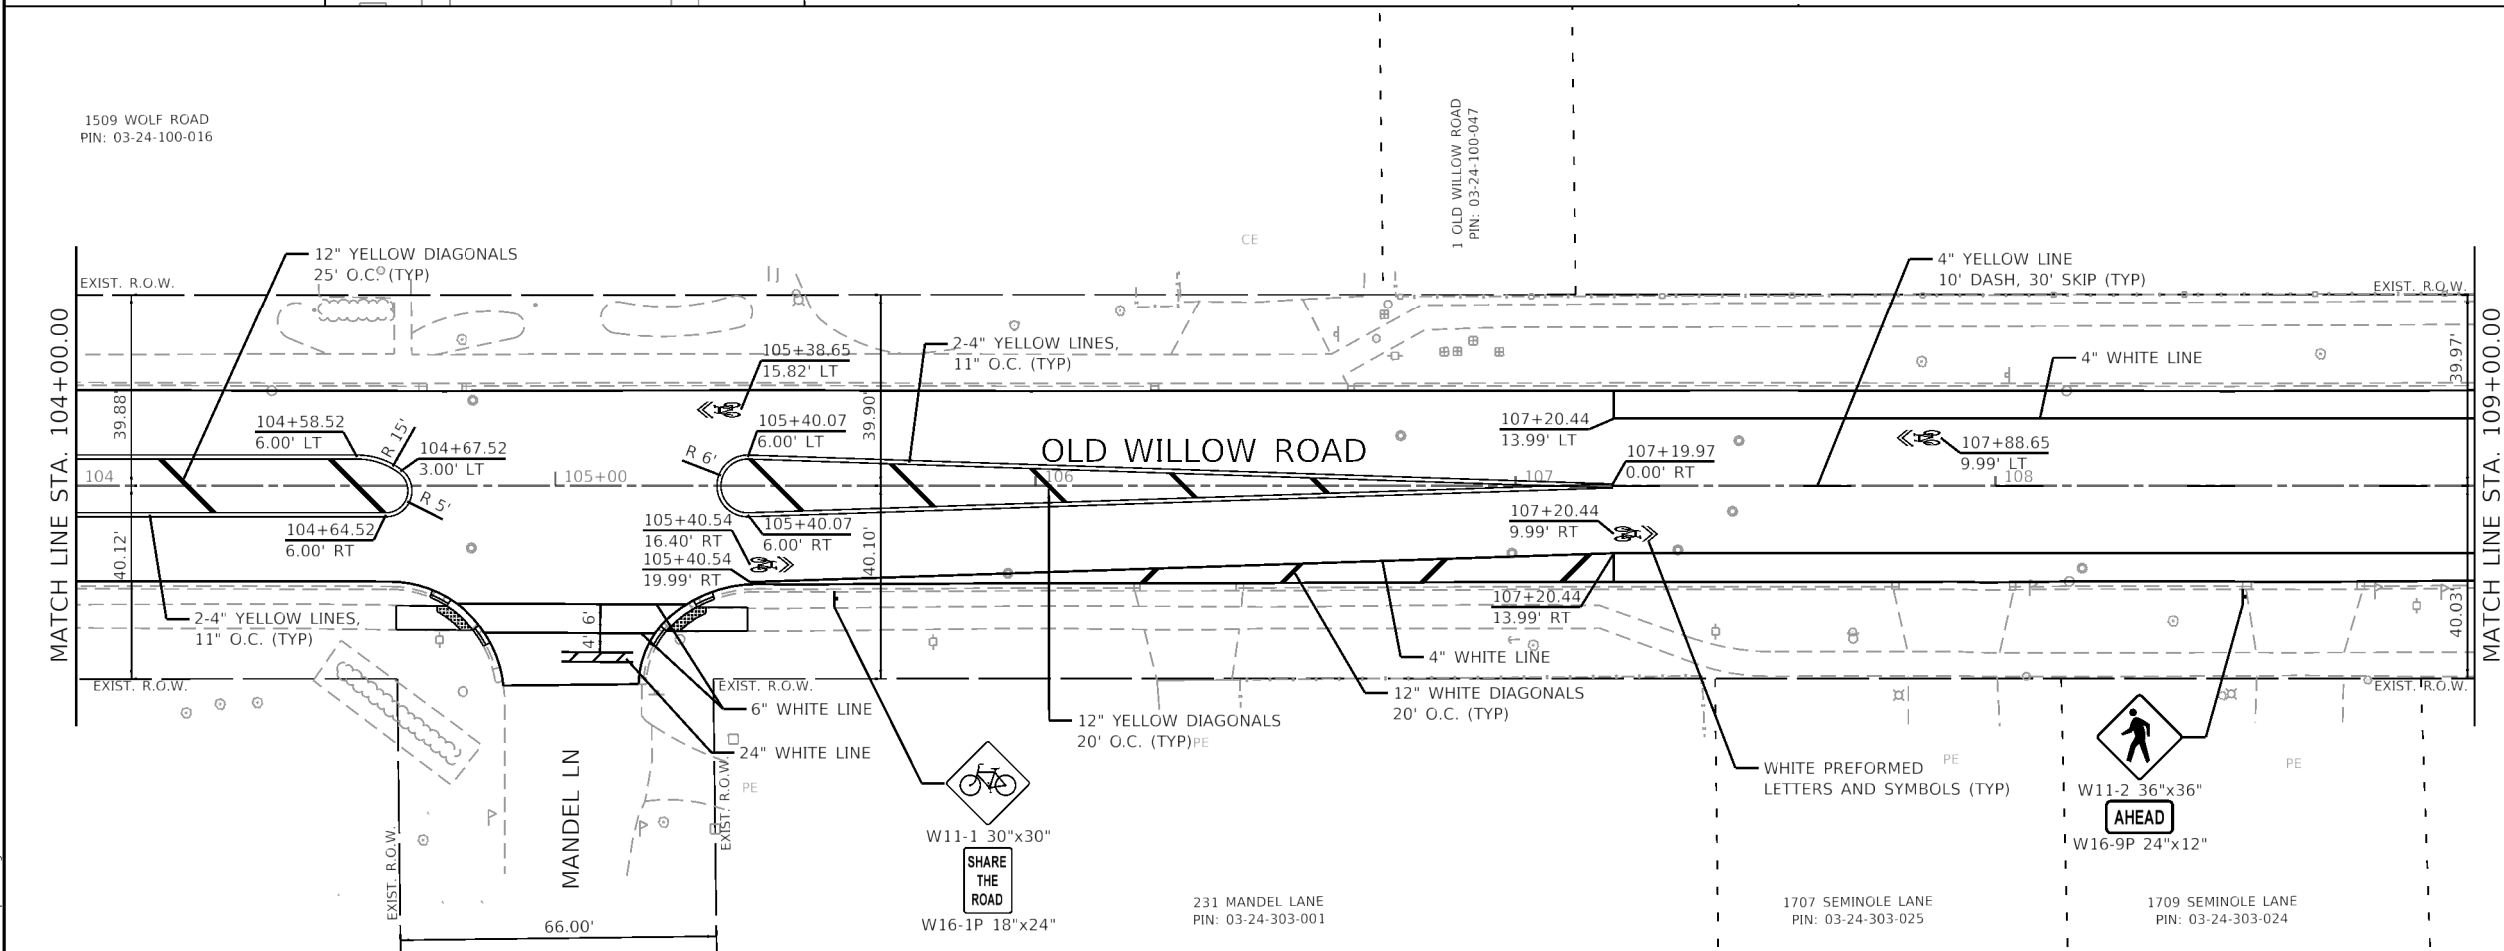 1509 WOLF ROAD
PIN: 03-24-100-016
1 OLD WILLOW ROAD
PIN: 03-24-100-047
CE
12" YELLOW DIAGONALS
25' O.C. (TYP)
4" YELLOW LINE
10' DASH, 30' SKIP (TYP)
EXIST. R.O.W.
EXIST. R.O.W.
MATCH LINE STA. 104+00.00
39.88'
40.12'
2-4" YELLOW LINES,
11" O.C. (TYP)
105+38.65
15.82' LT
4" WHITE LINE
39.97'
MATCH LINE STA. 109+00.00
104+58.52
6.00' LT
R 15'
104+67.52
3.00' LT
R 6'
105+40.07
6.00' LT
39.90'
OLD WILLOW ROAD
107+20.44
13.99' LT
107+19.97
0.00' RT
107+88.65
9.99' LT
104
105+00
106
107
108
R 5'
104+64.52
6.00' RT
105+40.54
16.40' RT
105+40.07
6.00' RT
105+40.54
19.99' RT
40.10'
107+20.44
9.99' RT
107+20.44
13.99' RT
2-4" YELLOW LINES,
11" O.C. (TYP)
4' 6'
40.03'
4" WHITE LINE
EXIST. R.O.W.
EXIST. R.O.W.
EXIST. R.O.W.
12" WHITE DIAGONALS
20' O.C. (TYP)
6" WHITE LINE
12" YELLOW DIAGONALS
20' O.C. (TYP)
PE
24" WHITE LINE
MANDEL LN
EXIST. R.O.W.
EXIST. R.O.W.
PE
WHITE PREFORMED
LETTERS AND SYMBOLS (TYP)
PE
PE
W11-1 30"x30"
SHARE
THE
ROAD
W16-1P 18"x24"
W11-2 36"x36"
AHEAD
W16-9P 24"x12"
66.00'
231 MANDEL LANE
PIN: 03-24-303-001
1707 SEMINOLE LANE
PIN: 03-24-303-025
1709 SEMINOLE LANE
PIN: 03-24-303-024